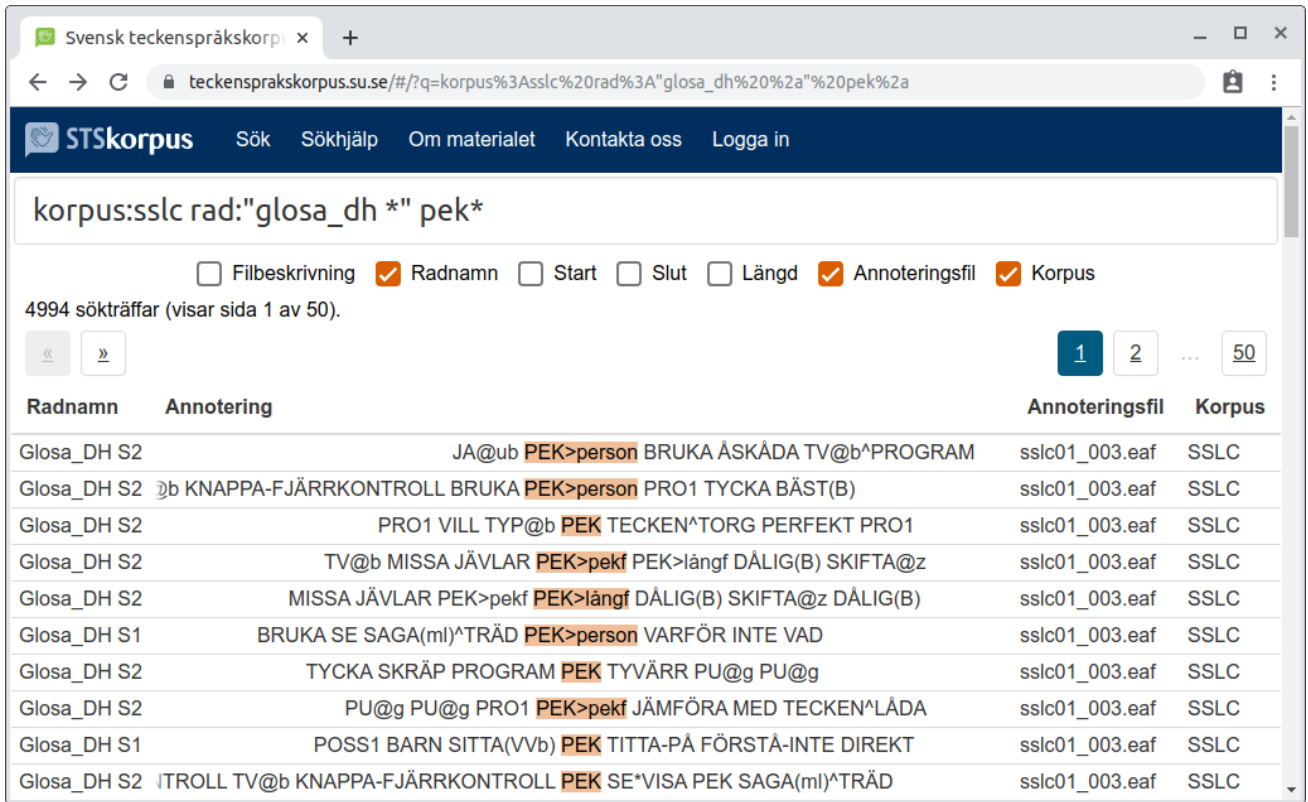 Svensk teckenspråkskorpu
teckensprakskorpus.su.se/#/?q=korpus%3Asslc%20rad%3A"glosa_dh%20%2a"%20pek%2a
STSkorpus Sök Sökhjälp Om materialet Kontakta oss Logga in
korpus:sslc rad:"glosa_dh *" pek*
Filbeskrivning Radnamn Start Slut Längd Annoteringsfil Korpus
4994 sökträffar (visar sida 1 av 50).
« » 1 2 ... 50
Radnamn Annotering Annoteringsfil Korpus
Glosa_DH S2 JA@ub PEK>person BRUKA ÅSKÅDA TV@b^PROGRAM sslc01_003.eaf SSLC
Glosa_DH S2 @b KNAPPA-FJÄRRKONTROLL BRUKA PEK>person PRO1 TYCKA BÄST(B) sslc01_003.eaf SSLC
Glosa_DH S2 PRO1 VILL TYP@b PEK TECKEN^TORG PERFEKT PRO1 sslc01_003.eaf SSLC
Glosa_DH S2 TV@b MISSA JÄVLAR PEK>pekf PEK>långf DÅLIG(B) SKIFTA@z sslc01_003.eaf SSLC
Glosa_DH S2 MISSA JÄVLAR PEK>pekf PEK>långf DÅLIG(B) SKIFTA@z DÅLIG(B) sslc01_003.eaf SSLC
Glosa_DH S1 BRUKA SE SAGA(ml)^TRÄD PEK>person VARFÖR INTE VAD sslc01_003.eaf SSLC
Glosa_DH S2 TYCKA SKRÄP PROGRAM PEK TYVÄRR PU@g PU@g sslc01_003.eaf SSLC
Glosa_DH S2 PU@g PU@g PRO1 PEK>pekf JÄMFÖRA MED TECKEN^LÅDA sslc01_003.eaf SSLC
Glosa_DH S1 POSS1 BARN SITTA(VVb) PEK TITTA-PÅ FÖRSTÅ-INTE DIREKT sslc01_003.eaf SSLC
Glosa_DH S2 TROLL TV@b KNAPPA-FJÄRRKONTROLL PEK SE*VISA PEK SAGA(ml)^TRÄD sslc01_003.eaf SSLC